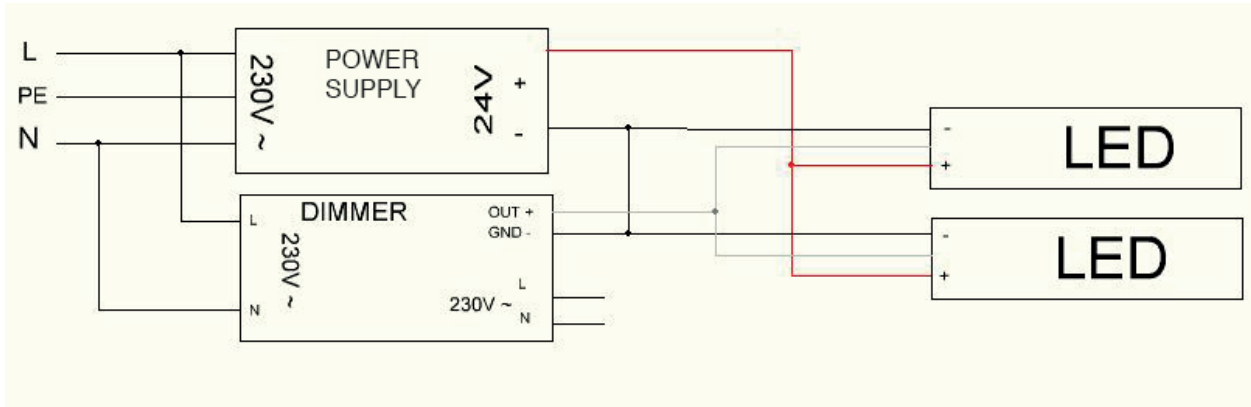 L
PE
N
230V ~
POWER
SUPPLY
24V
+
-
DIMMER
L
N
230V ~
OUT +
GND -
L
230V ~
N
-
+
LED
-
+
LED